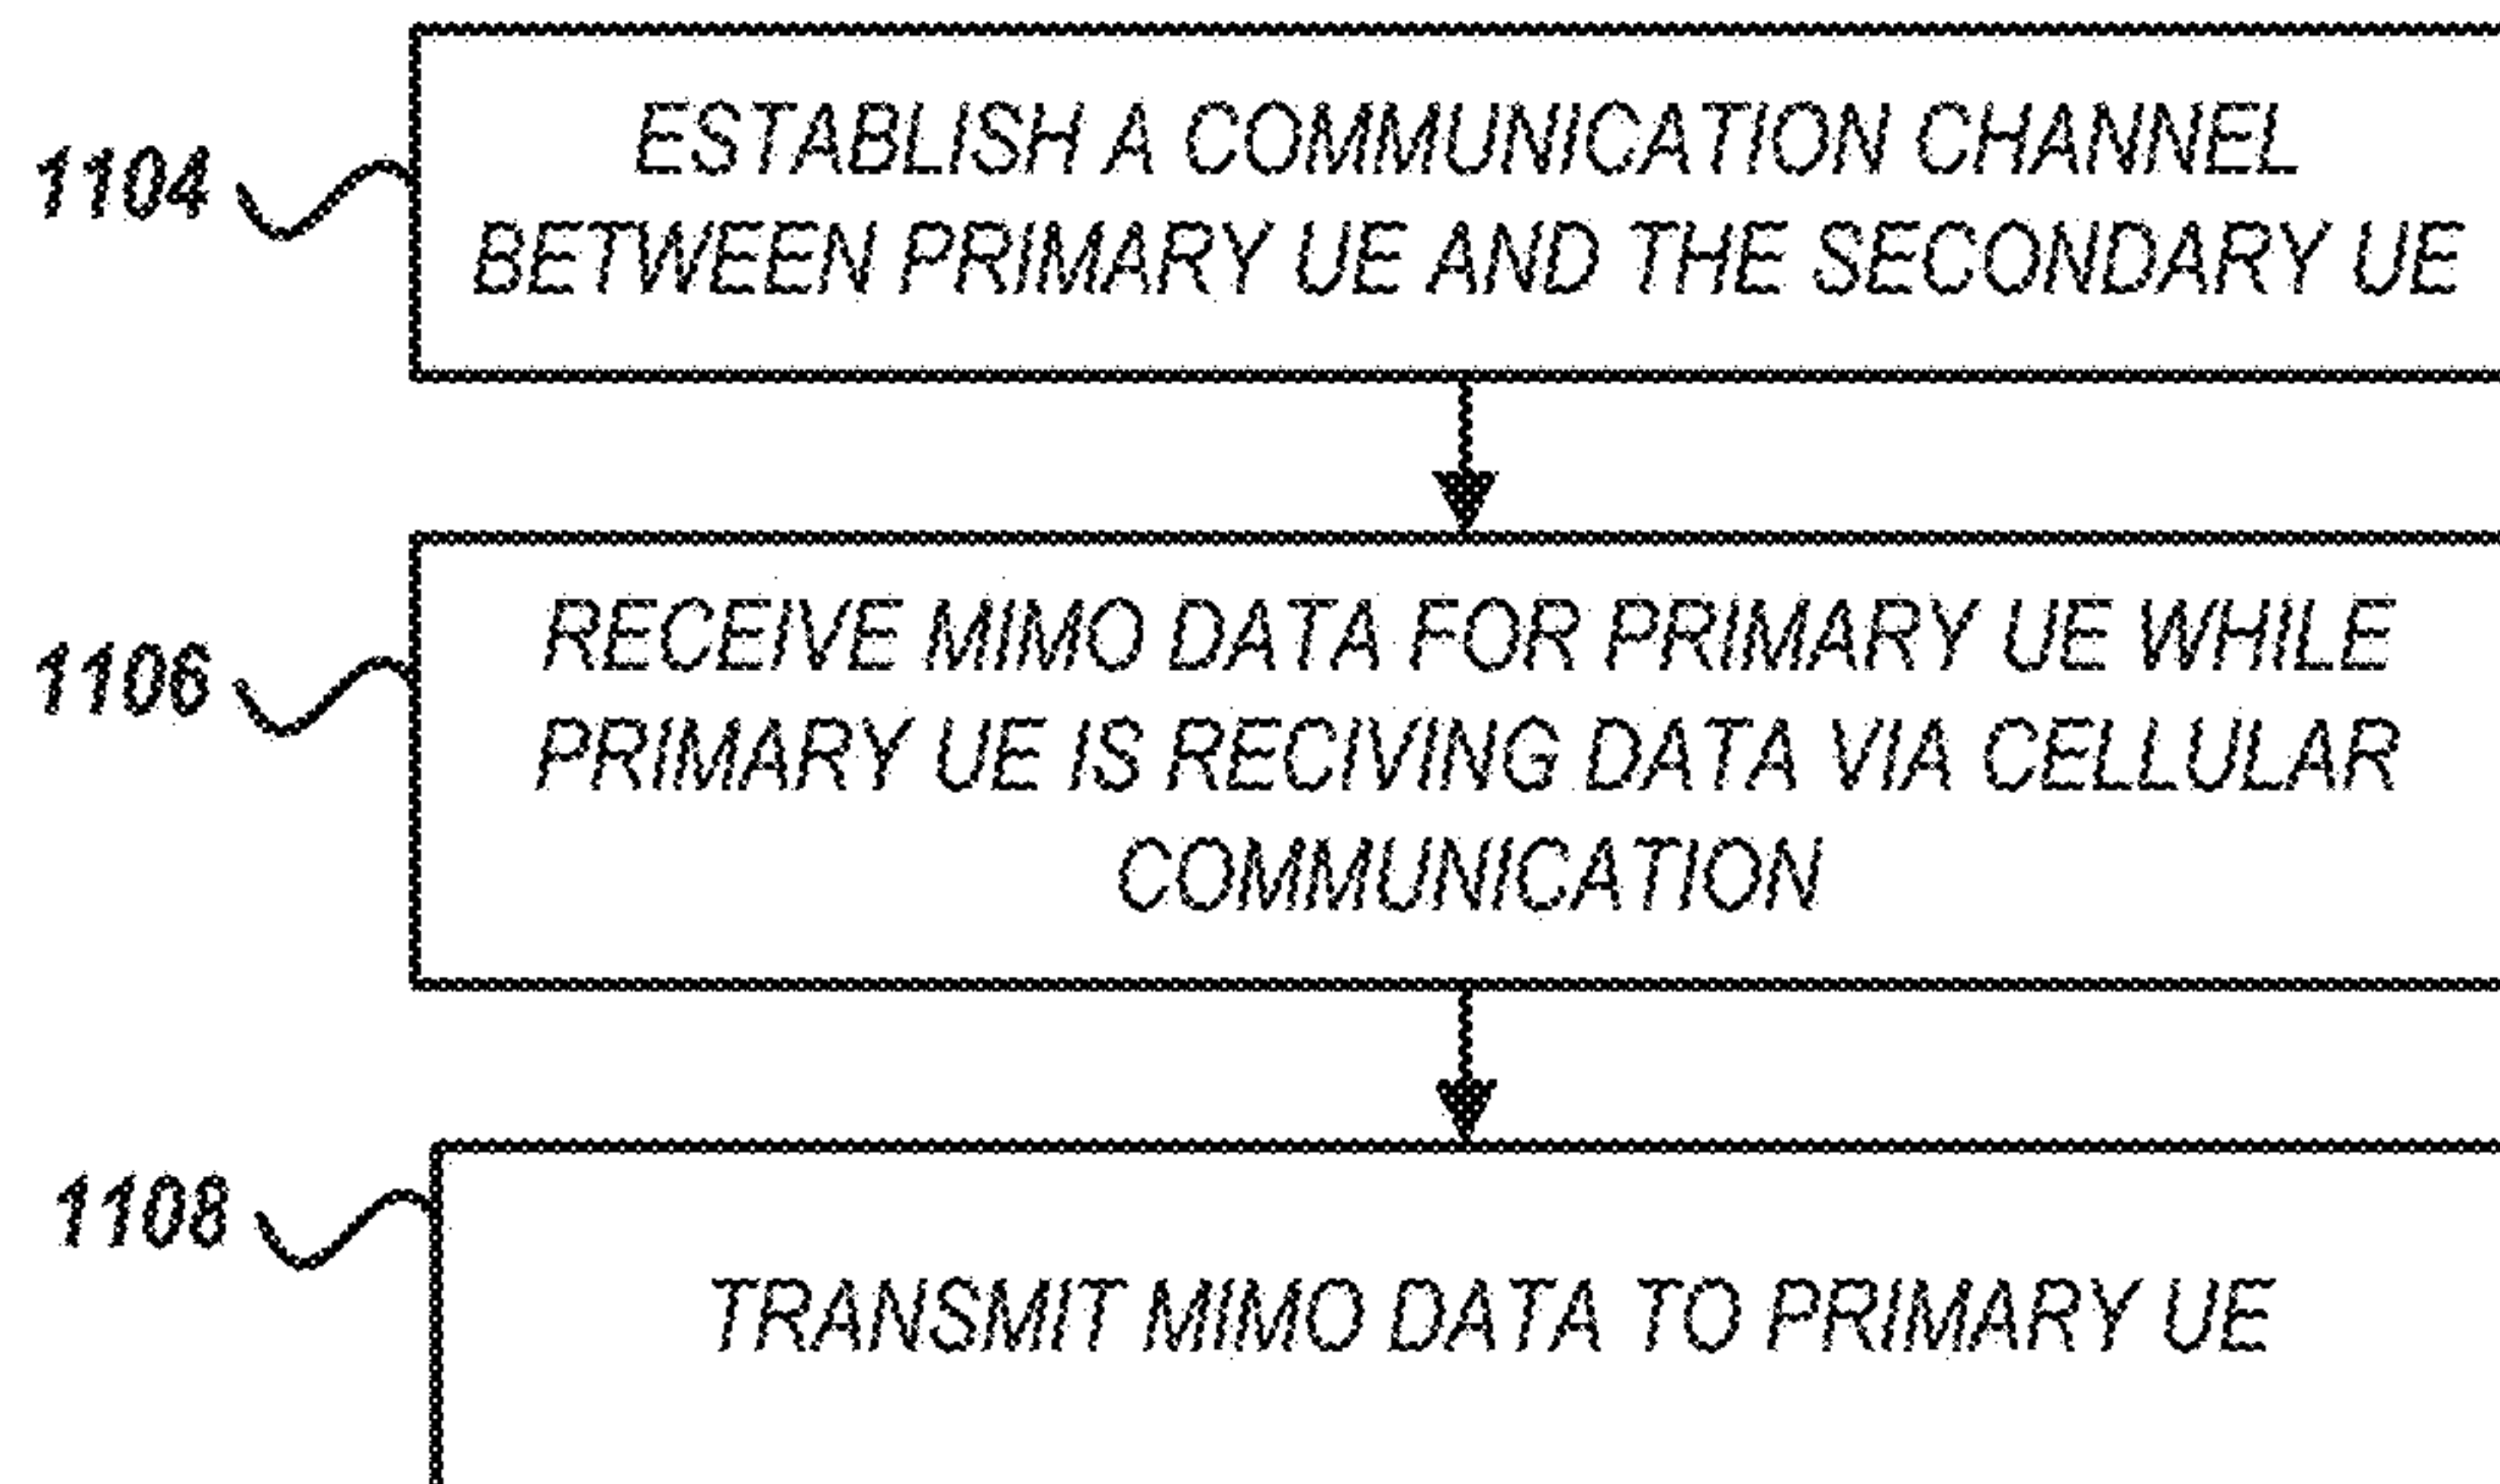 1104
ESTABLISH A COMMUNICATION CHANNEL
BETWEEN PRIMARY UE AND THE SECONDARY UE
1106
RECEIVE MIMO DATA FOR PRIMARY UE WHILE
PRIMARY UE IS RECIVING DATA VIA CELLULAR
COMMUNICATION
1108
TRANSMIT MIMO DATA TO PRIMARY UE